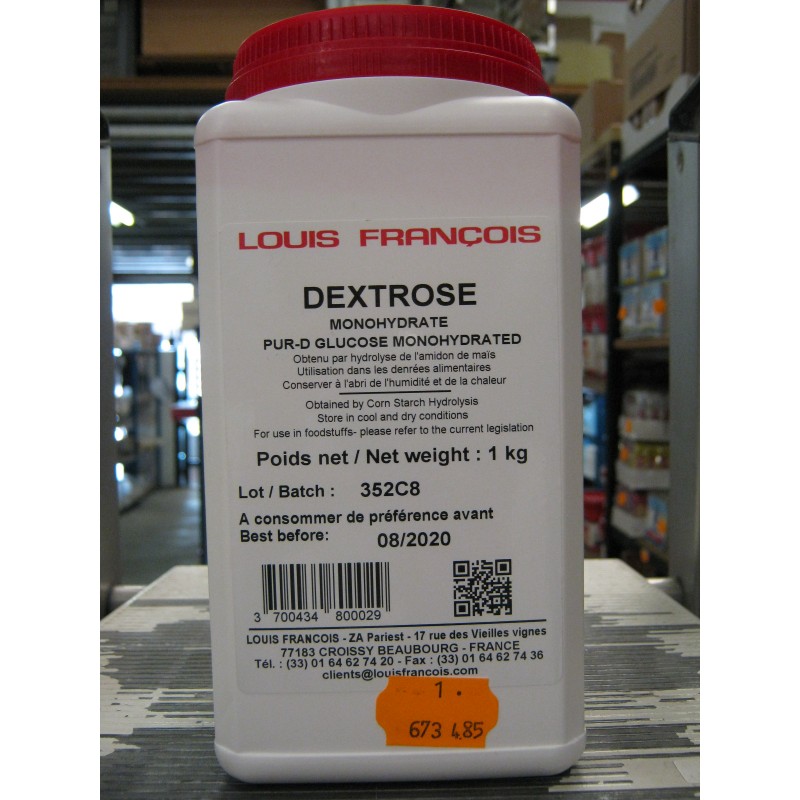 LOUIS FRANÇOIS
DEXTROSE
MONOHYDRATE
PUR-D GLUCOSE MONOHYDRATED
Obtenu par hydrolyse de l'amidon de maïs
Utilisation dans les denrées alimentaires
Conserver à l'abri de l'humidité et de la chaleur
Obtained by Corn Starch Hydrolysis
Store in cool and dry conditions
For use in foodstuffs- please refer to the current legislation
Poids net / Net weight : 1 kg
Lot / Batch : 352C8
A consommer de préférence avant
Best before: 08/2020
3 700434 800029
LOUIS FRANCOIS - ZA Pariest - 17 rue des Vieilles vignes
77183 CROISSY BEAUBOURG - FRANCE
Tél. : (33) 01 64 62 74 20 - Fax : (33) 01 64 62 74 36
clients@louisfrancois.com
1.
673 4.85